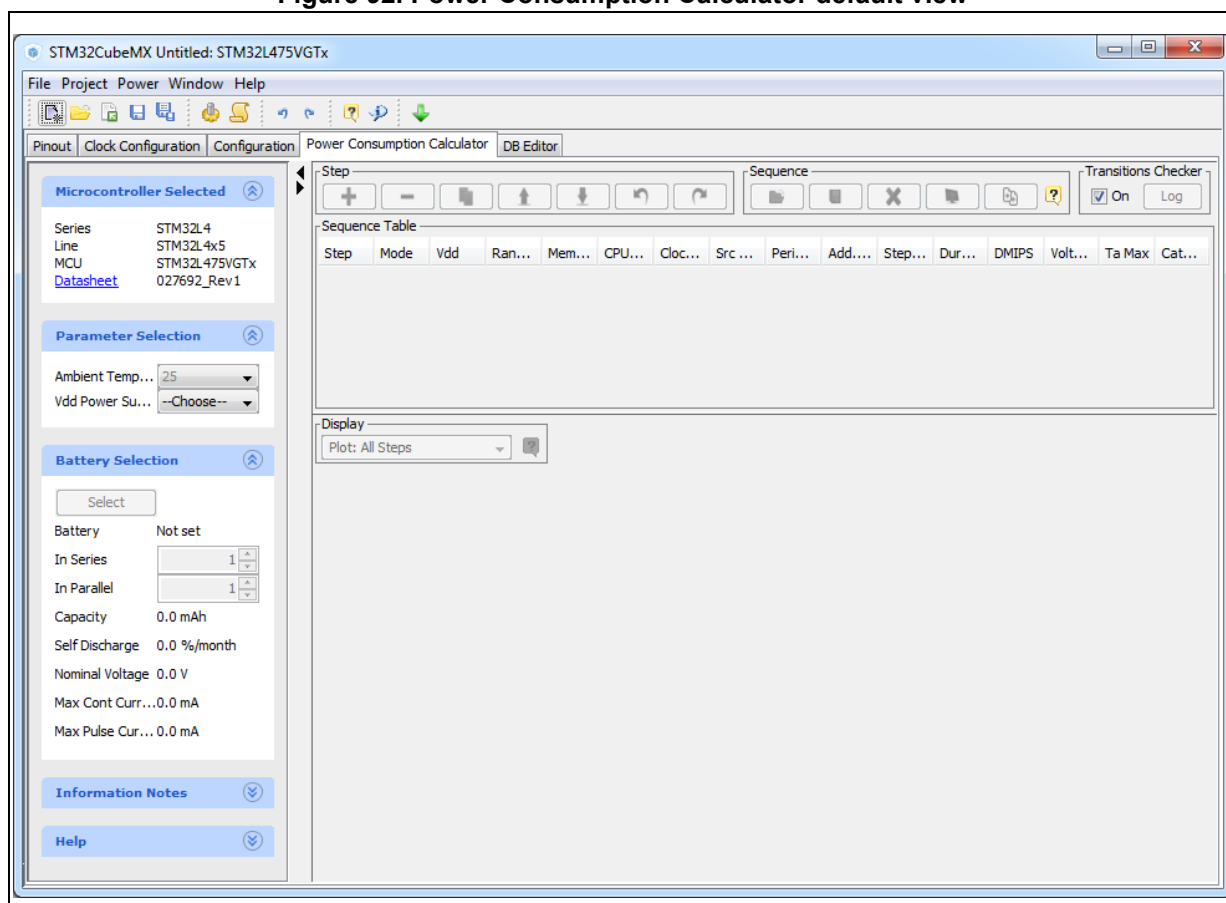 STM32CubeMX Untitled: STM32L475VGTx
File Project Power Window Help
Pinout Clock Configuration Configuration Power Consumption Calculator DB Editor
Microcontroller Selected
Series STM32L4
Line STM32L4x5
MCU STM32L475VGTx
Datasheet 027692_Rev1
Parameter Selection
Ambient Temp... 25
Vdd Power Su... --Choose--
Battery Selection
Select
Battery Not set
In Series 1
In Parallel 1
Capacity 0.0 mAh
Self Discharge 0.0 %/month
Nominal Voltage 0.0 V
Max Cont Curr... 0.0 mA
Max Pulse Cur... 0.0 mA
Information Notes
Help
Step
Sequence
Transitions Checker
On Log
Sequence Table
Step Mode Vdd Ran... Mem... CPU... Cloc... Src ... Peri... Add.... Step... Dur... DMIPS Volt... Ta Max Cat...
Display
Plot: All Steps